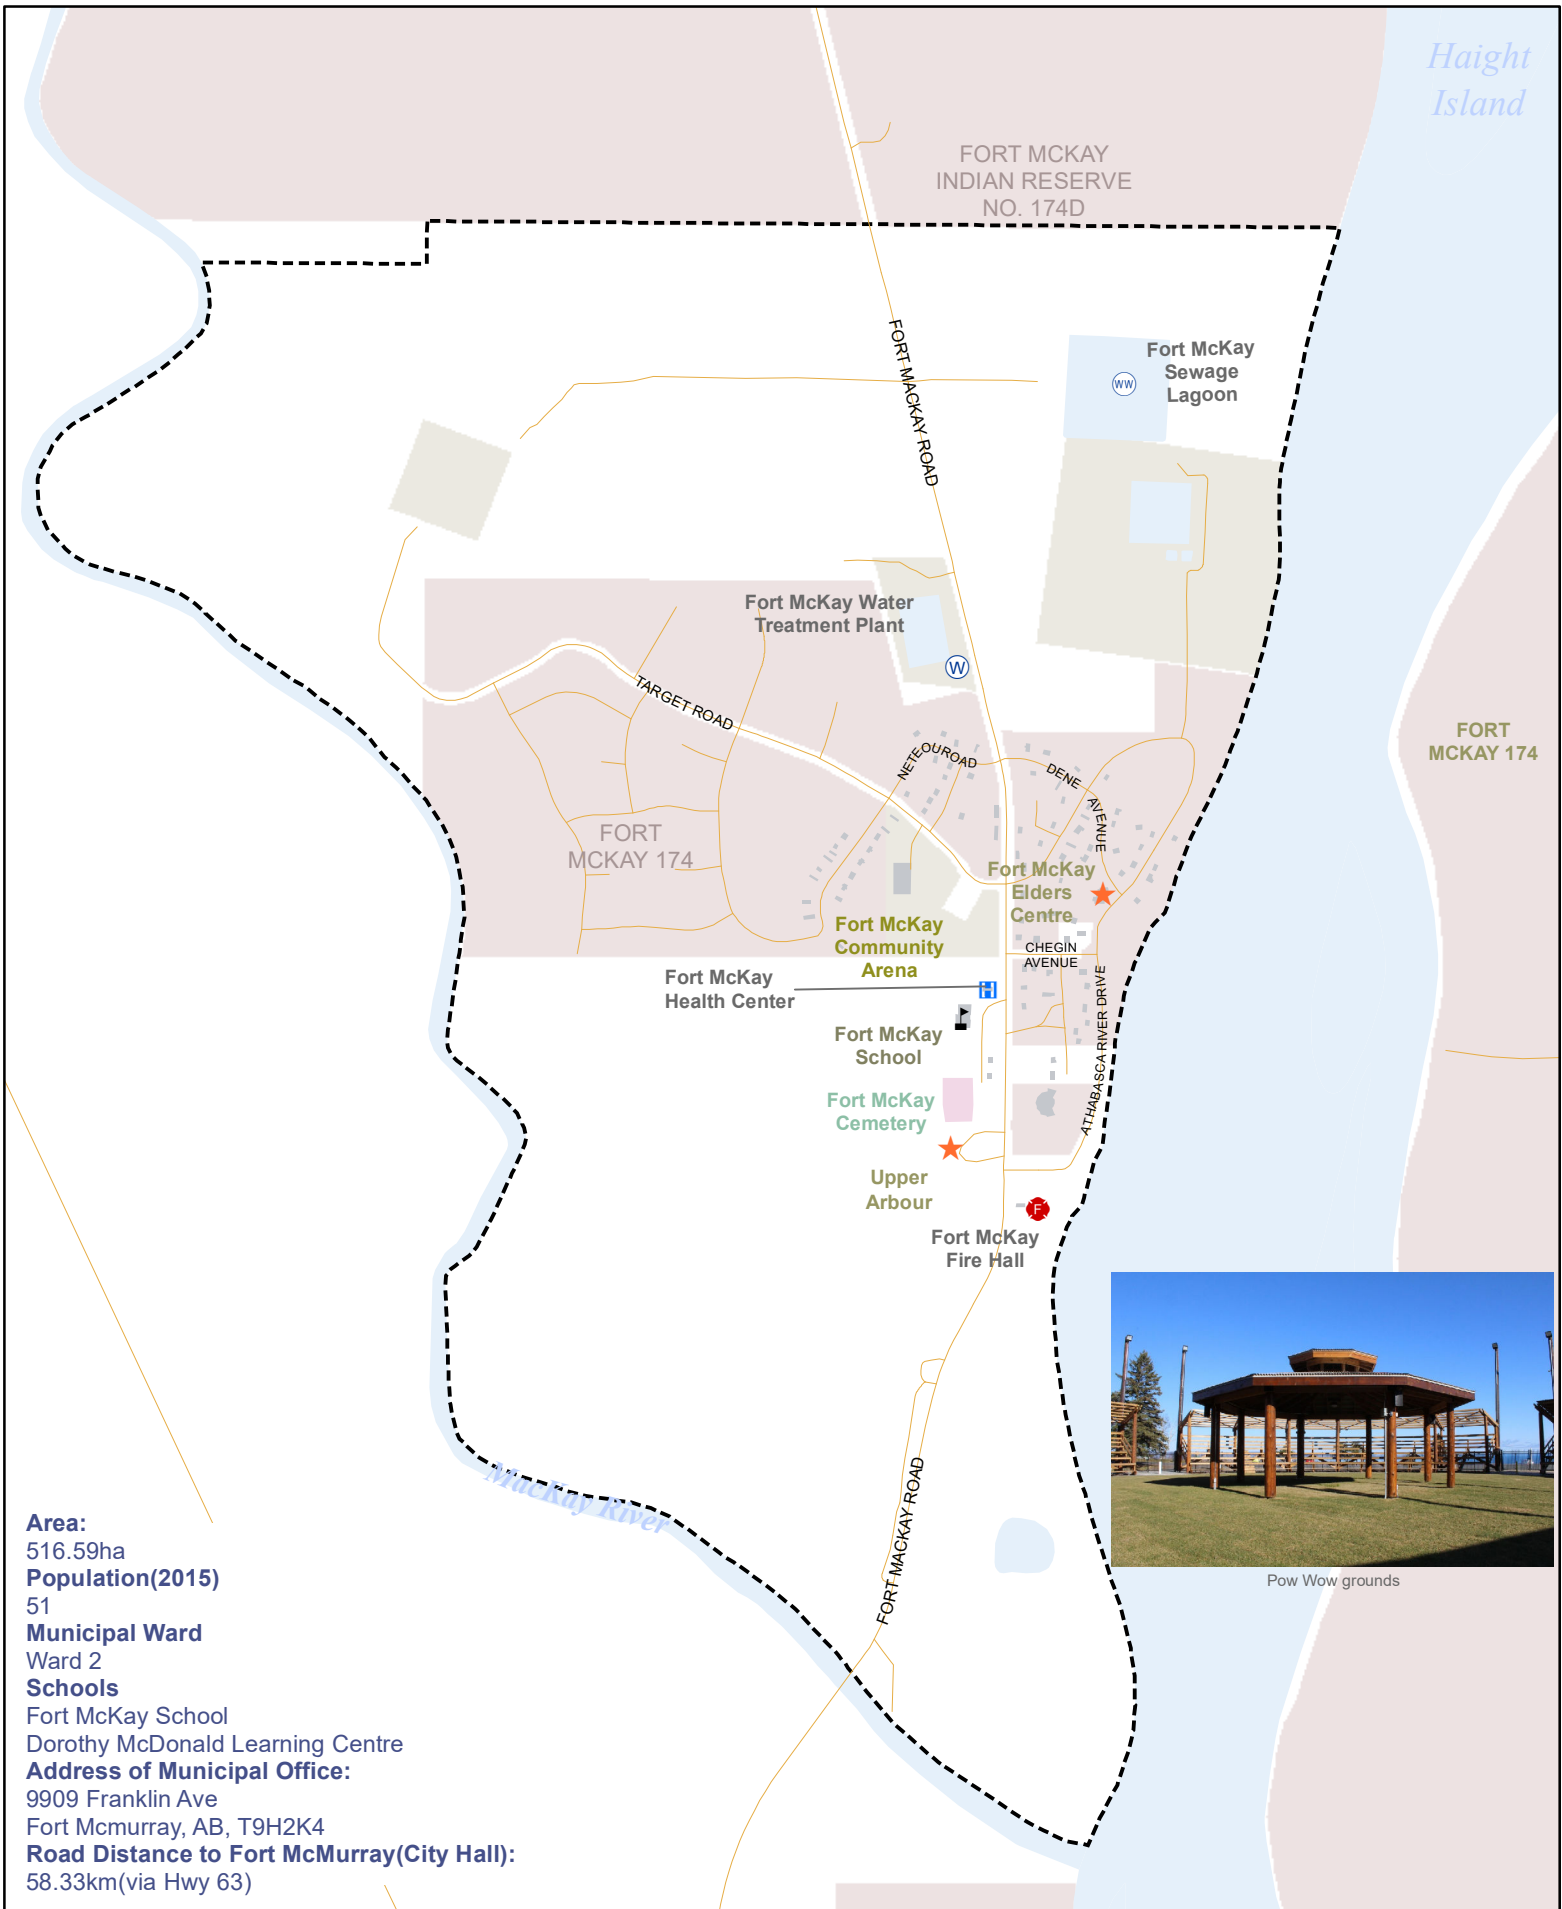 Haight
Island
FORT MCKAY
INDIAN RESERVE
NO. 174D
FORT MACKAY ROAD
Fort McKay
Sewage
Lagoon
WW
Fort McKay Water
Treatment Plant
W
TARGET ROAD
NETEOUROAD
DENE AVENUE
FORT
MCKAY 174
FORT
MCKAY 174
Fort McKay
Elders
Centre
Fort McKay
Community
Arena
CHEGIN
AVENUE
Fort McKay
Health Center
H
ATHABASCA RIVER DRIVE
Fort McKay
School
Fort McKay
Cemetery
Upper
Arbour
F
Fort McKay
Fire Hall
FORT MACKAY ROAD
MacKay River
Pow Wow grounds
Area:
516.59ha
Population(2015)
51
Municipal Ward
Ward 2
Schools
Fort McKay School
Dorothy McDonald Learning Centre
Address of Municipal Office:
9909 Franklin Ave
Fort Mcmurray, AB, T9H2K4
Road Distance to Fort McMurray(City Hall):
58.33km(via Hwy 63)